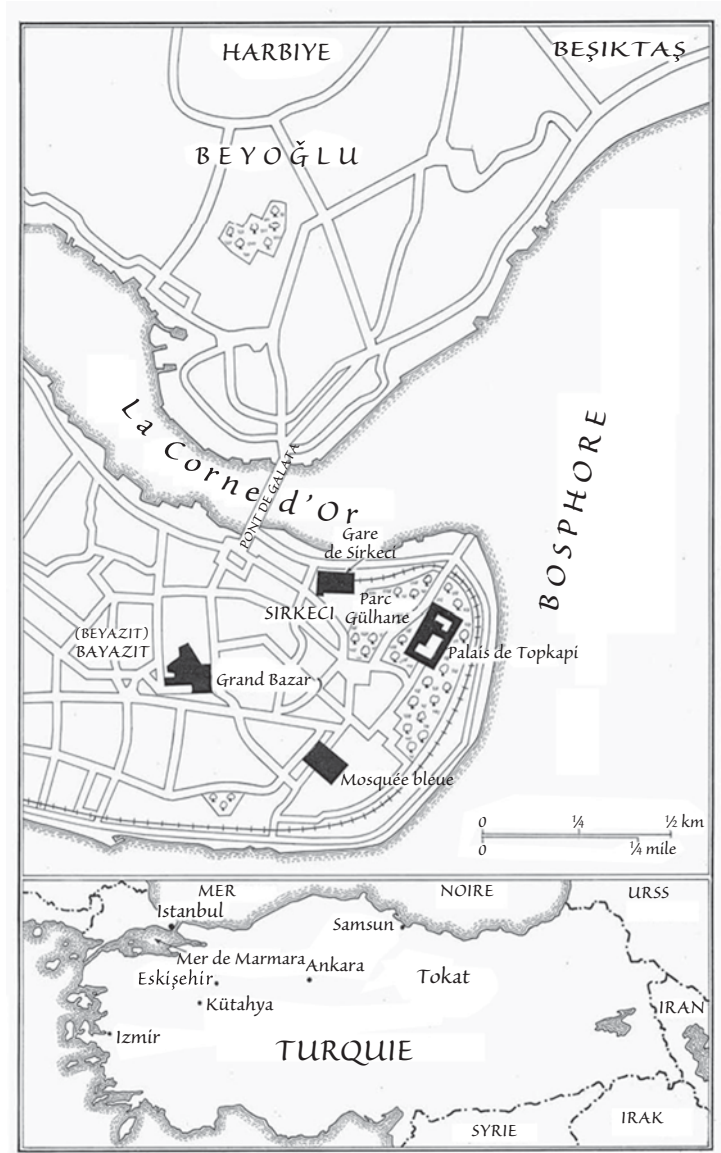 HARBIYE
BEŞIKTAŞ
BEYOĞLU
La Corne d'Or
PONT DE GALATA
BOSPHORE
Gare
de Sirkeci
SIRKECI
Parc
Gülhane
(BEYAZIT)
BAYAZIT
Palais de Topkapi
Grand Bazar
Mosquée bleue
0 ¼ ½ km
0 ¼ mile
MER NOIRE
URSS
Istanbul
Samsun
Mer de Marmara
Ankara
Eskişehir
Tokat
Kütahya
IRAN
Izmir
TURQUIE
SYRIE
IRAK